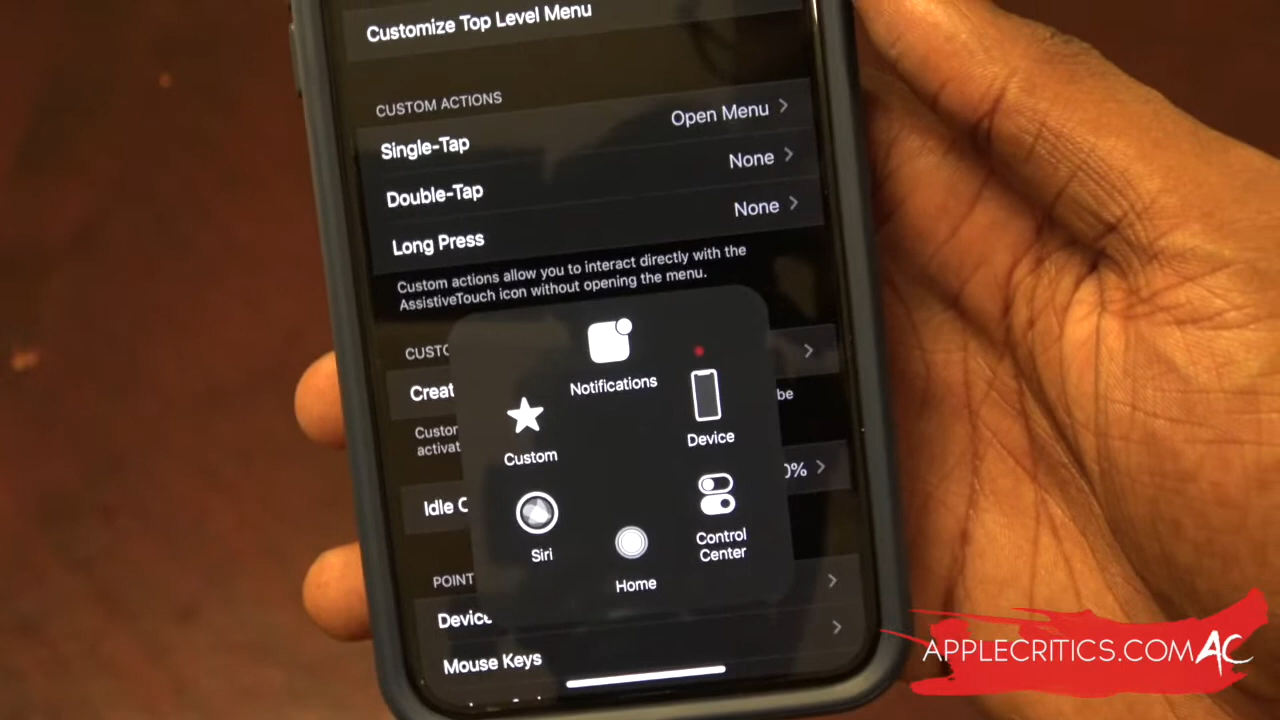 Customize Top Level Menu
CUSTOM ACTIONS
Single-Tap Open Menu
Double-Tap None
Long Press None
Custom actions allow you to interact directly with the
AssistiveTouch icon without opening the menu.
Notifications
Custom
Device
Siri
Control
Center
Home
Mouse Keys
APPLECRITICS.COM AC